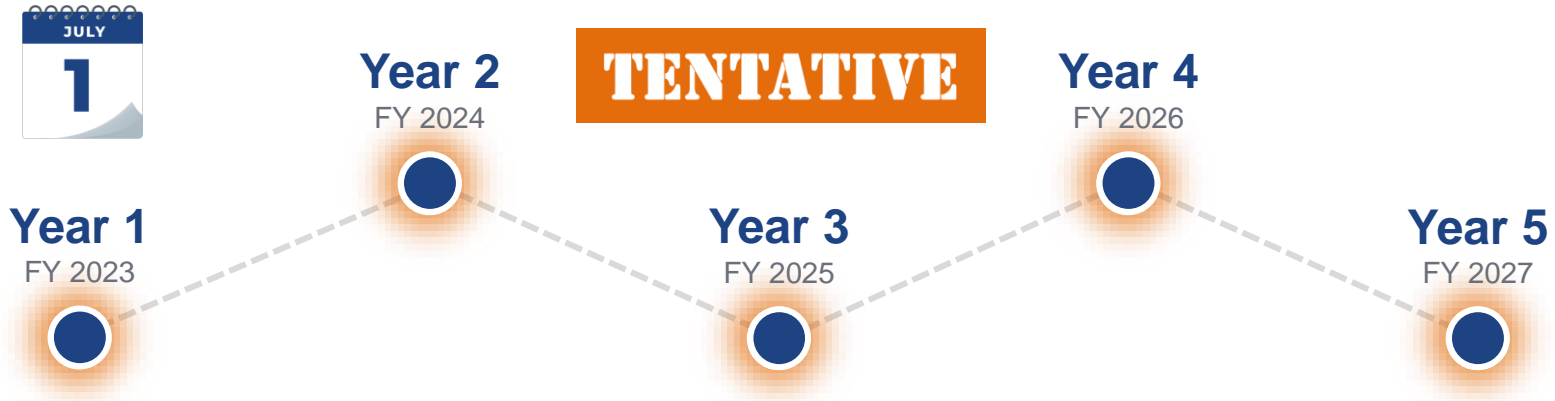 JULY
1
Year 1
FY 2023
Year 2
FY 2024
TENTATIVE
Year 3
FY 2025
Year 4
FY 2026
Year 5
FY 2027